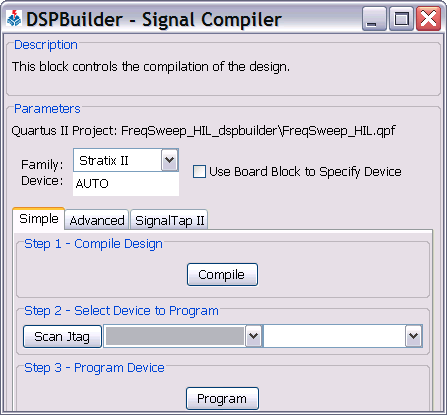 DSPBuilder - Signal Compiler
Description
This block controls the compilation of the design.
Parameters
Quartus II Project: FreqSweep_HIL_dspbuilder\FreqSweep_HIL.qpf
Family: Stratix II
Device: AUTO
Use Board Block to Specify Device
Simple Advanced SignalTap II
Step 1 - Compile Design
Compile
Step 2 - Select Device to Program
Scan Jtag
Step 3 - Program Device
Program